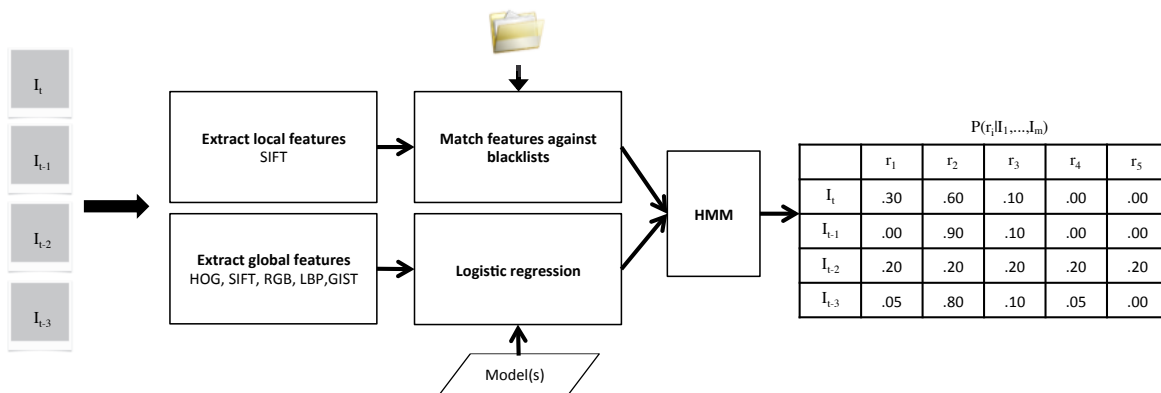 I_t
I_t-1
I_t-2
I_t-3
Extract local features
SIFT
Match features against
blacklists
Extract global features
HOG, SIFT, RGB, LBP,GIST
Logistic regression
Model(s)
HMM
P(r_i|I_1,...,I_m)
r_1 r_2 r_3 r_4 r_5
I_t .30 .60 .10 .00 .00
I_t-1 .00 .90 .10 .00 .00
I_t-2 .20 .20 .20 .20 .20
I_t-3 .05 .80 .10 .05 .00